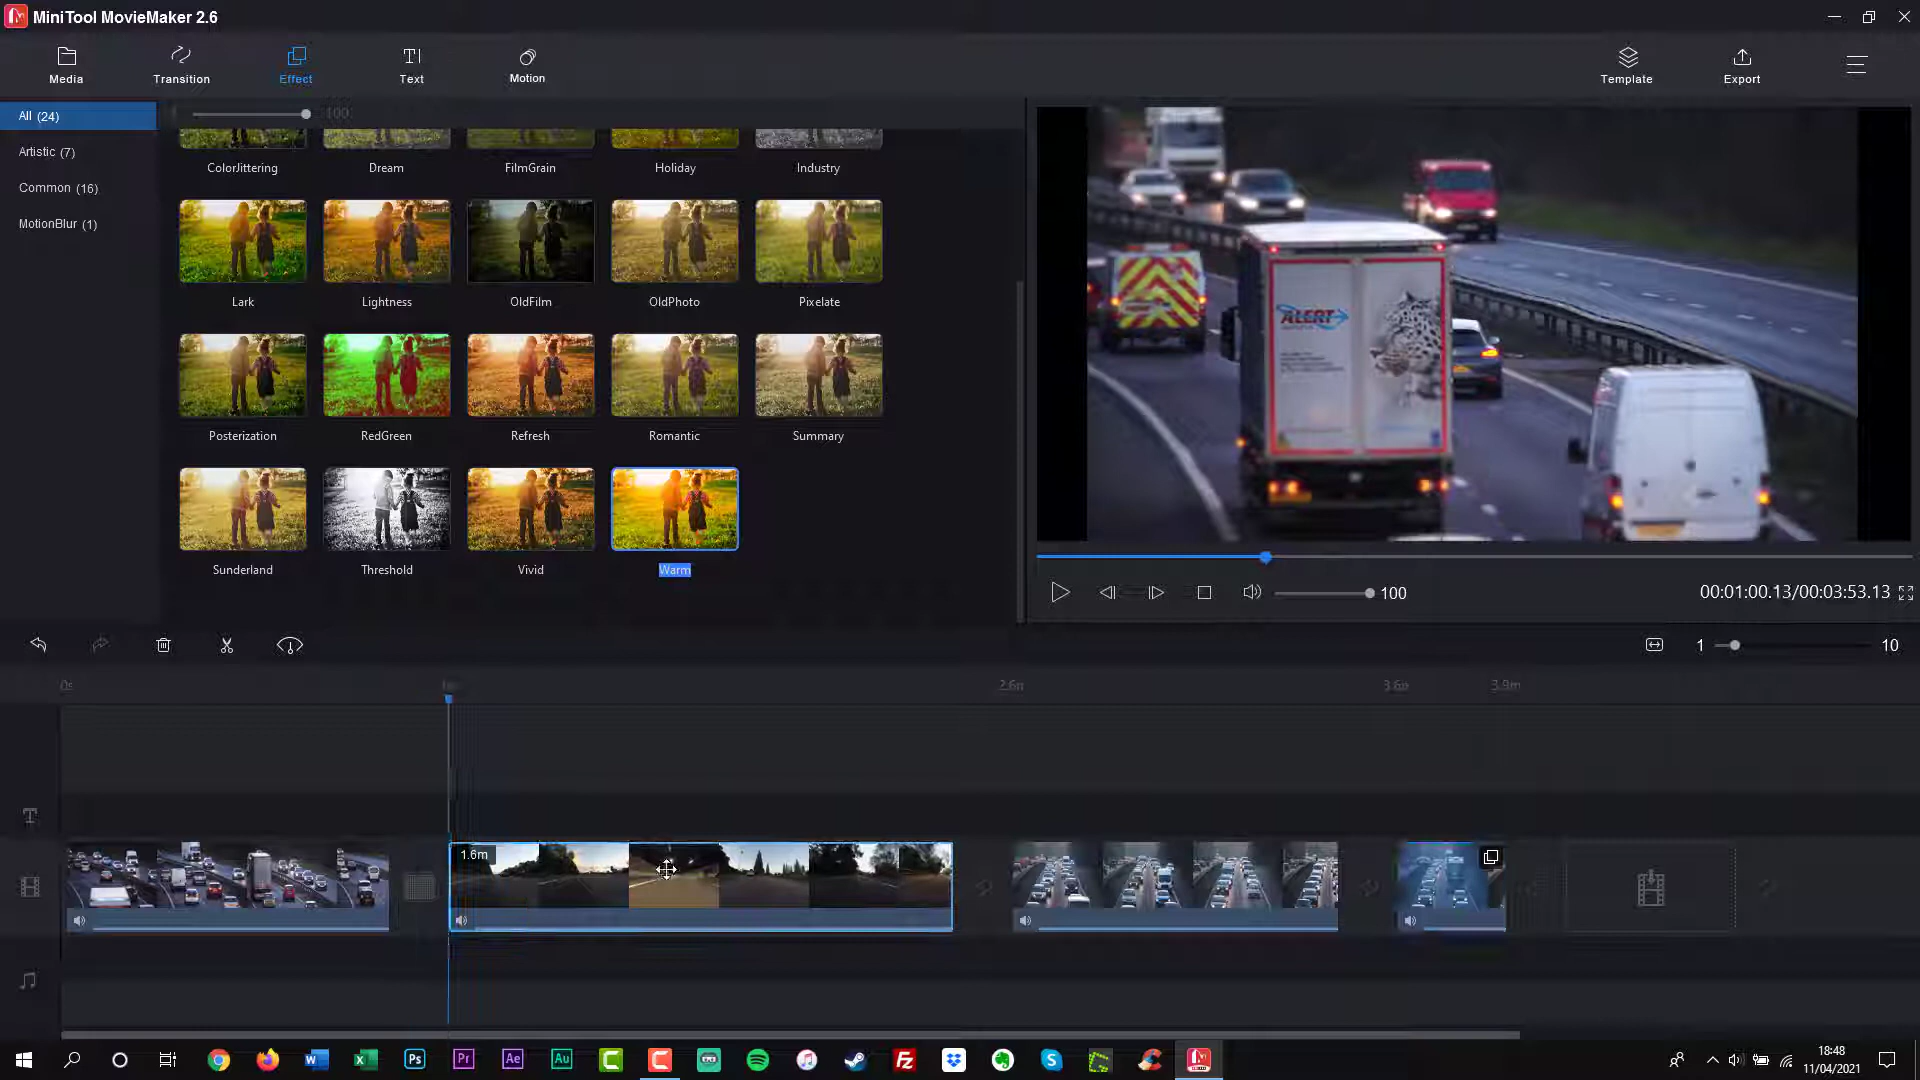 MiniTool MovieMaker 2.6
Media
Transition
Effect
Text
Motion
Template
Export
All (24)
100
Artistic (7)
Common (16)
MotionBlur (1)
ColorJittering
Dream
FilmGrain
Holiday
Industry
Lark
Lightness
OldFilm
OldPhoto
Pixelate
Posterization
RedGreen
Refresh
Romantic
Summary
Sunderland
Threshold
Vivid
Warm
ALERT
100
00:01:00.13/00:03:53.13
1
10
0s
2.6m
3.6m
3.9m
1.6m
18:48
11/04/2021